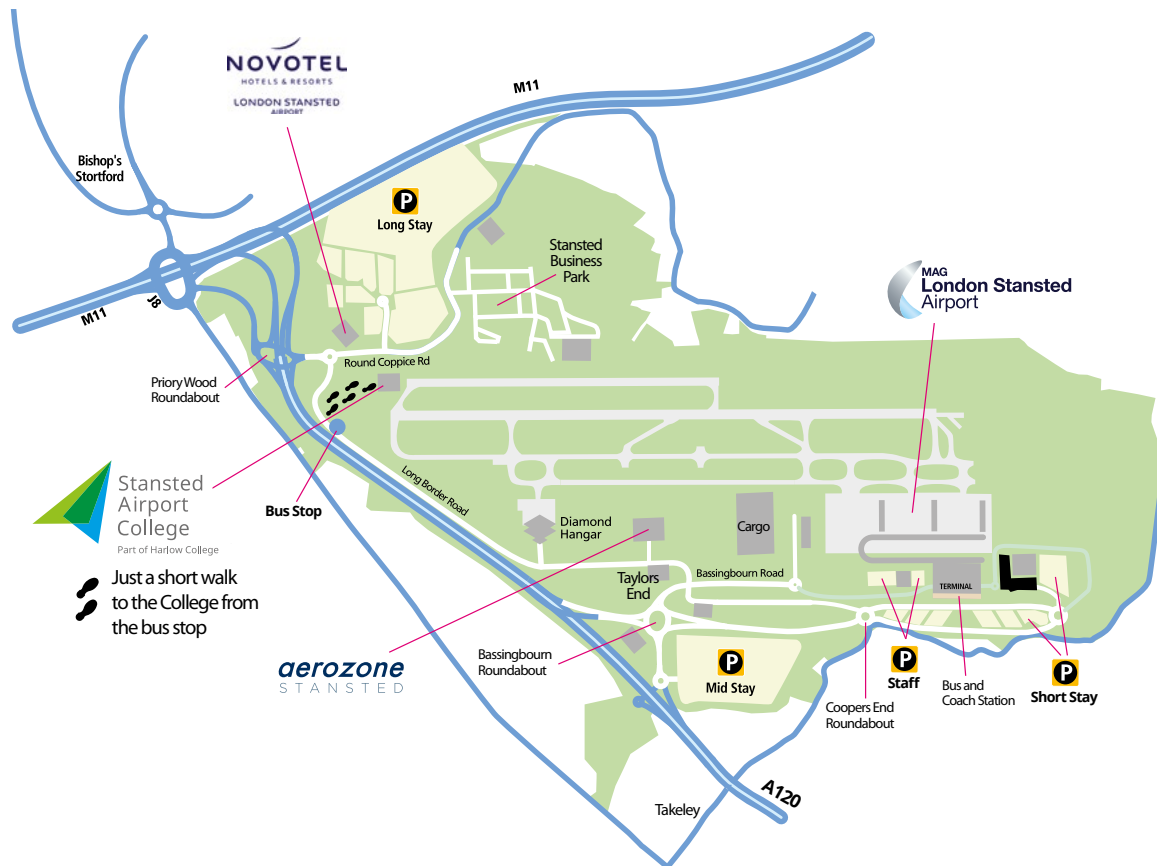 NOVOTEL
HOTELS & RESORTS
LONDON STANSTED
AIRPORT
M11
Bishop's
Stortford
P
Long Stay
Stansted
Business
Park
MAG
London Stansted
Airport
J8
M11
Round Coppice Rd
Priory Wood
Roundabout
Long Border Road
Stansted
Airport
College
Part of Harlow College
Bus Stop
Diamond
Hangar
Cargo
Just a short walk
to the College from
the bus stop
Taylors
End
Bassingbourn Road
TERMINAL
aerozone
STANSTED
Bassingbourn
Roundabout
P
Mid Stay
P
Staff
Bus and
Coach Station
P
Short Stay
Coopers End
Roundabout
A120
Takeley